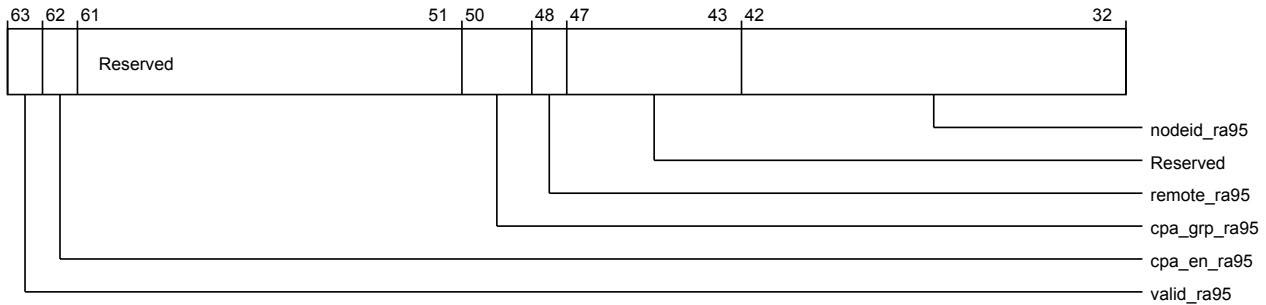 63 62 61 51 50 48 47 43 42 32
Reserved
nodeid_ra95
Reserved
remote_ra95
cpa_grp_ra95
cpa_en_ra95
valid_ra95